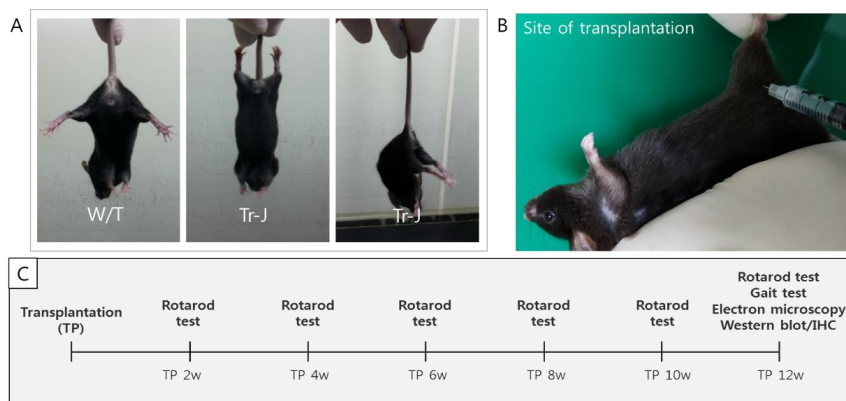 A
W/T
Tr-J
Tr-J
B
Site of transplantation
C
Transplantation
(TP)
Rotarod
test
TP 2w
Rotarod
test
TP 4w
Rotarod
test
TP 6w
Rotarod
test
TP 8w
Rotarod
test
TP 10w
Rotarod test
Gait test
Electron microscopy
Western blot/IHC
TP 12w